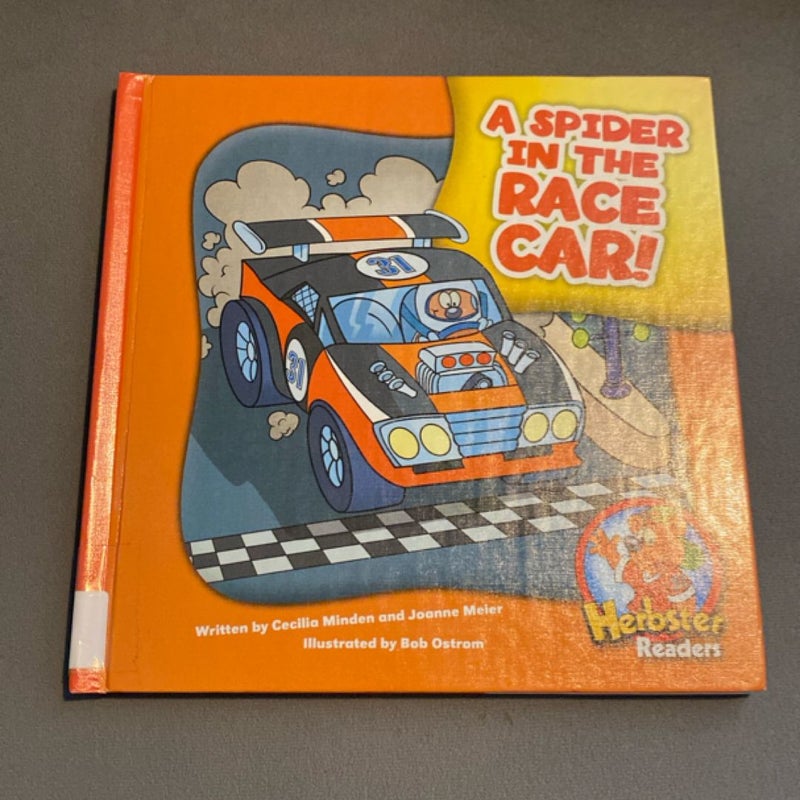 A SPIDER
IN THE
RACE
CAR!
31
31
Written by Cecilia Minden and Joanne Meier
Illustrated by Bob Ostrom
Herbster
Readers